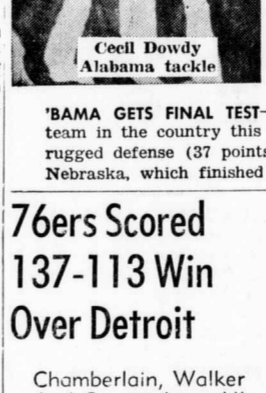 Cecil Dowdy
Alabama tackle
'BAMA GETS FINAL TEST—
team in the country this
rugged defense (37 points
Nebraska, which finished
76ers Scored
137-113 Win
Over Detroit
Chamberlain, Walker